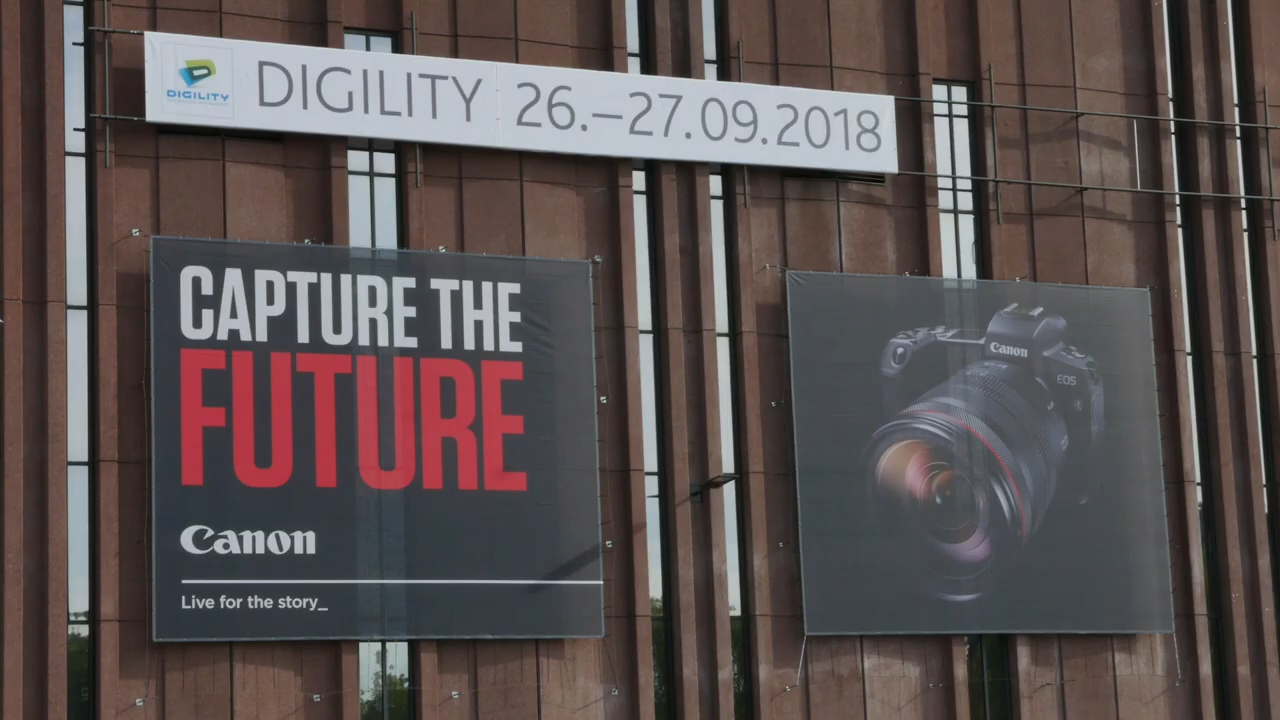 DIGILITY
DIGILITY 26.–27.09.2018
CAPTURE THE
FUTURE
Canon
Live for the story_
Canon
EOS